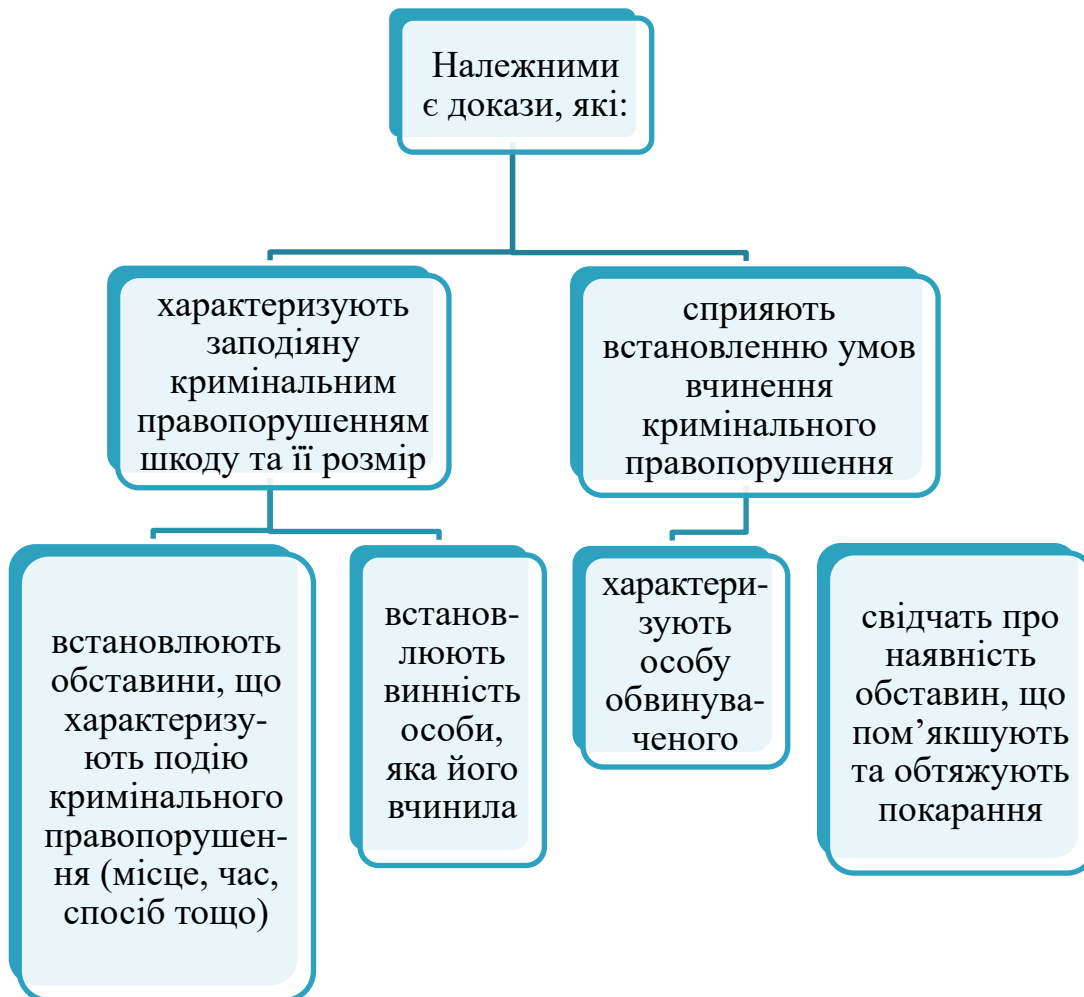 Належними
є докази, які:
характеризують
заподіяну
кримінальним
правопорушенням
шкоду та її розмір
сприяють
встановленню умов
вчинення
кримінального
правопорушення
встановлюють
обставини, що
характеризу-
ють подію
кримінального
правопорушен-
ня (місце, час,
спосіб тощо)
встанов-
люють
винність
особи,
яка його
вчинила
характери-
зують
особу
обвинува-
ченого
свідчать про
наявність
обставин, що
пом’якшують
та обтяжують
покарання